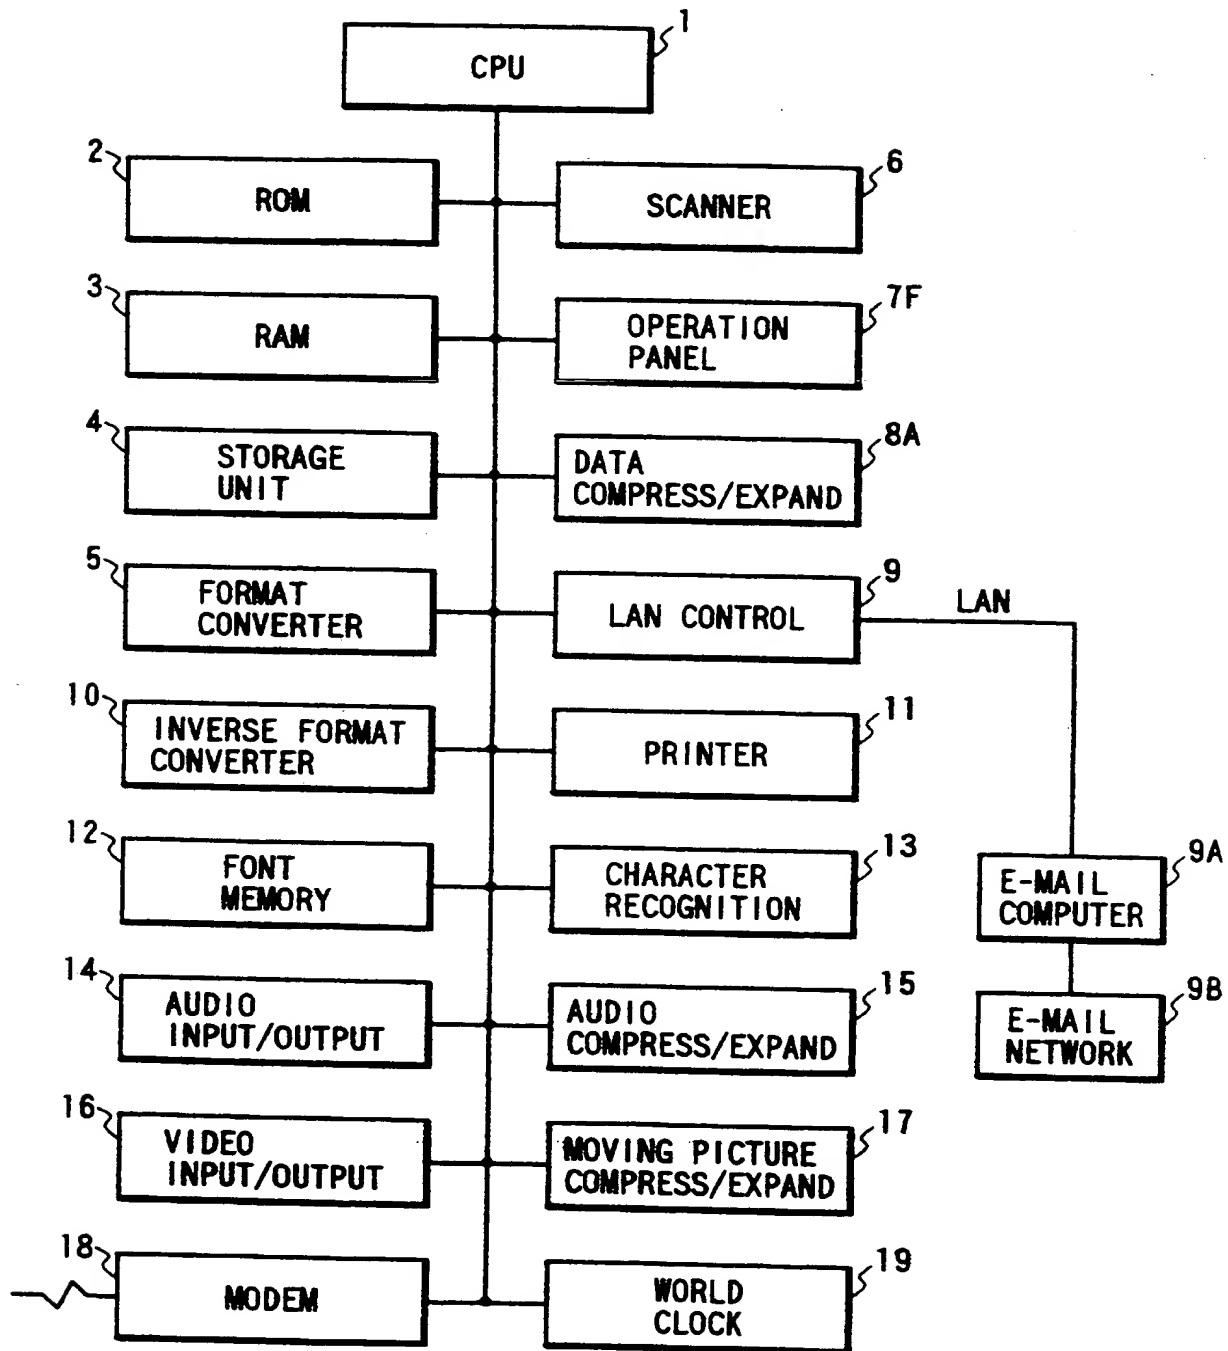 1
CPU
2
ROM
6
SCANNER
3
RAM
7F
OPERATION
PANEL
4
STORAGE
UNIT
8A
DATA
COMPRESS/EXPAND
5
FORMAT
CONVERTER
9
LAN CONTROL
LAN
10
INVERSE FORMAT
CONVERTER
11
PRINTER
12
FONT
MEMORY
13
CHARACTER
RECOGNITION
9A
E-MAIL
COMPUTER
14
AUDIO
INPUT/OUTPUT
15
AUDIO
COMPRESS/EXPAND
9B
E-MAIL
NETWORK
16
VIDEO
INPUT/OUTPUT
17
MOVING PICTURE
COMPRESS/EXPAND
18
MODEM
19
WORLD
CLOCK